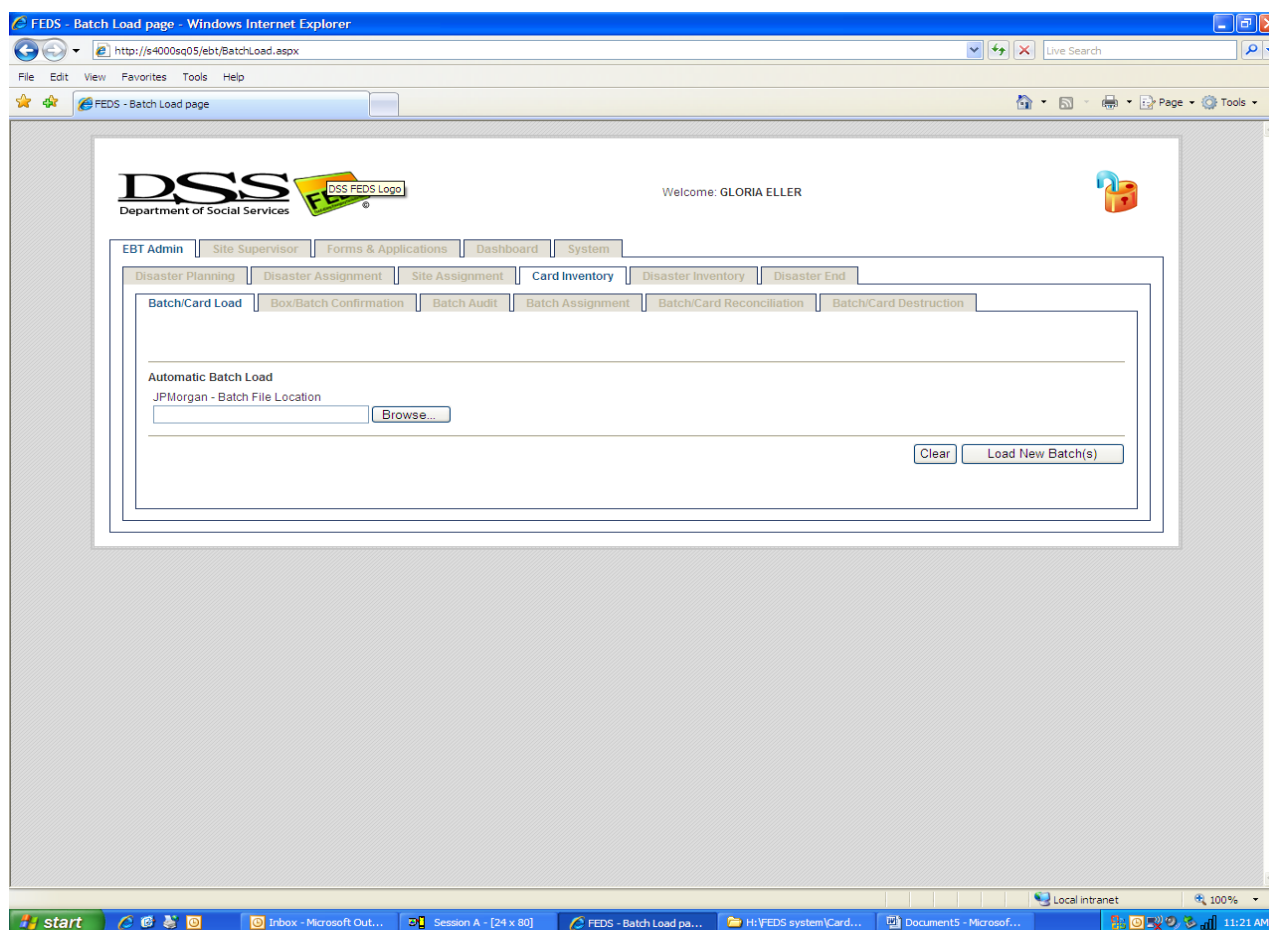 FEDS - Batch Load page - Windows Internet Explorer
http://s4000sq05/ebt/BatchLoad.aspx
Live Search
File Edit View Favorites Tools Help
FEDS - Batch Load page
Page Tools
DSS
Department of Social Services
DSS FEDS Logo
©
Welcome: GLORIA ELLER
EBT Admin Site Supervisor Forms & Applications Dashboard System
Disaster Planning Disaster Assignment Site Assignment Card Inventory Disaster Inventory Disaster End
Batch/Card Load Box/Batch Confirmation Batch Audit Batch Assignment Batch/Card Reconciliation Batch/Card Destruction
Automatic Batch Load
JPMorgan - Batch File Location
Browse...
Clear Load New Batch(s)
Local intranet 100%
start Inbox - Microsoft Out... Session A - [24 x 80] FEDS - Batch Load pa... H:\FEDS system\Card... Document5 - Microsof... 11:21 AM